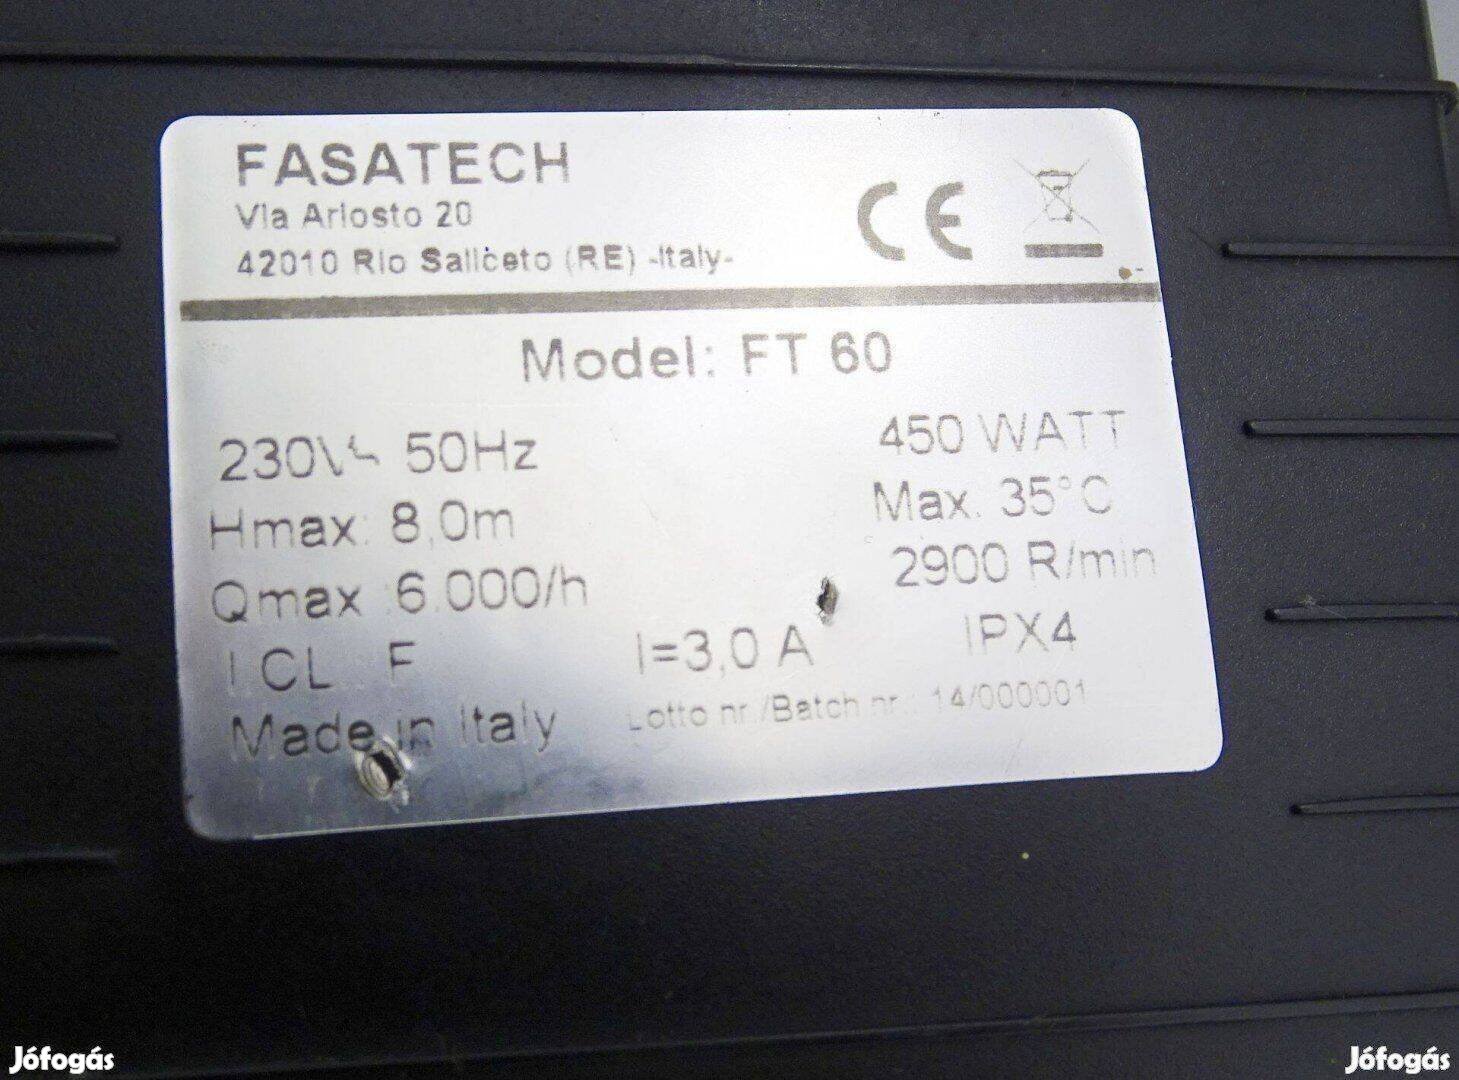 FASATECH
Via Ariosto 20
42010 Rio Saliceto (RE) -Italy-
CE
Model: FT 60
230V~ 50Hz
450 WATT
Hmax: 8,0m
Max. 35°C
Qmax :6.000/h
2900 R/min
I CL. F
I=3,0 A
IPX4
Made in Italy
Lotto nr./Batch nr.: 14/000001
Jófogás
Jófogás